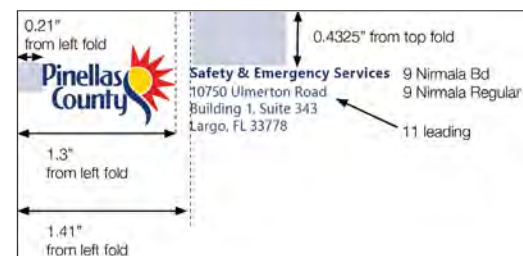 0.21"
from left fold
Pinellas
County
0.4325" from top fold
Safety & Emergency Services
10750 Ulmerton Road
Building 1, Suite 343
Largo, FL 33778
9 Nirmala Bd
9 Nirmala Regular
11 leading
1.3"
from left fold
1.41"
from left fold